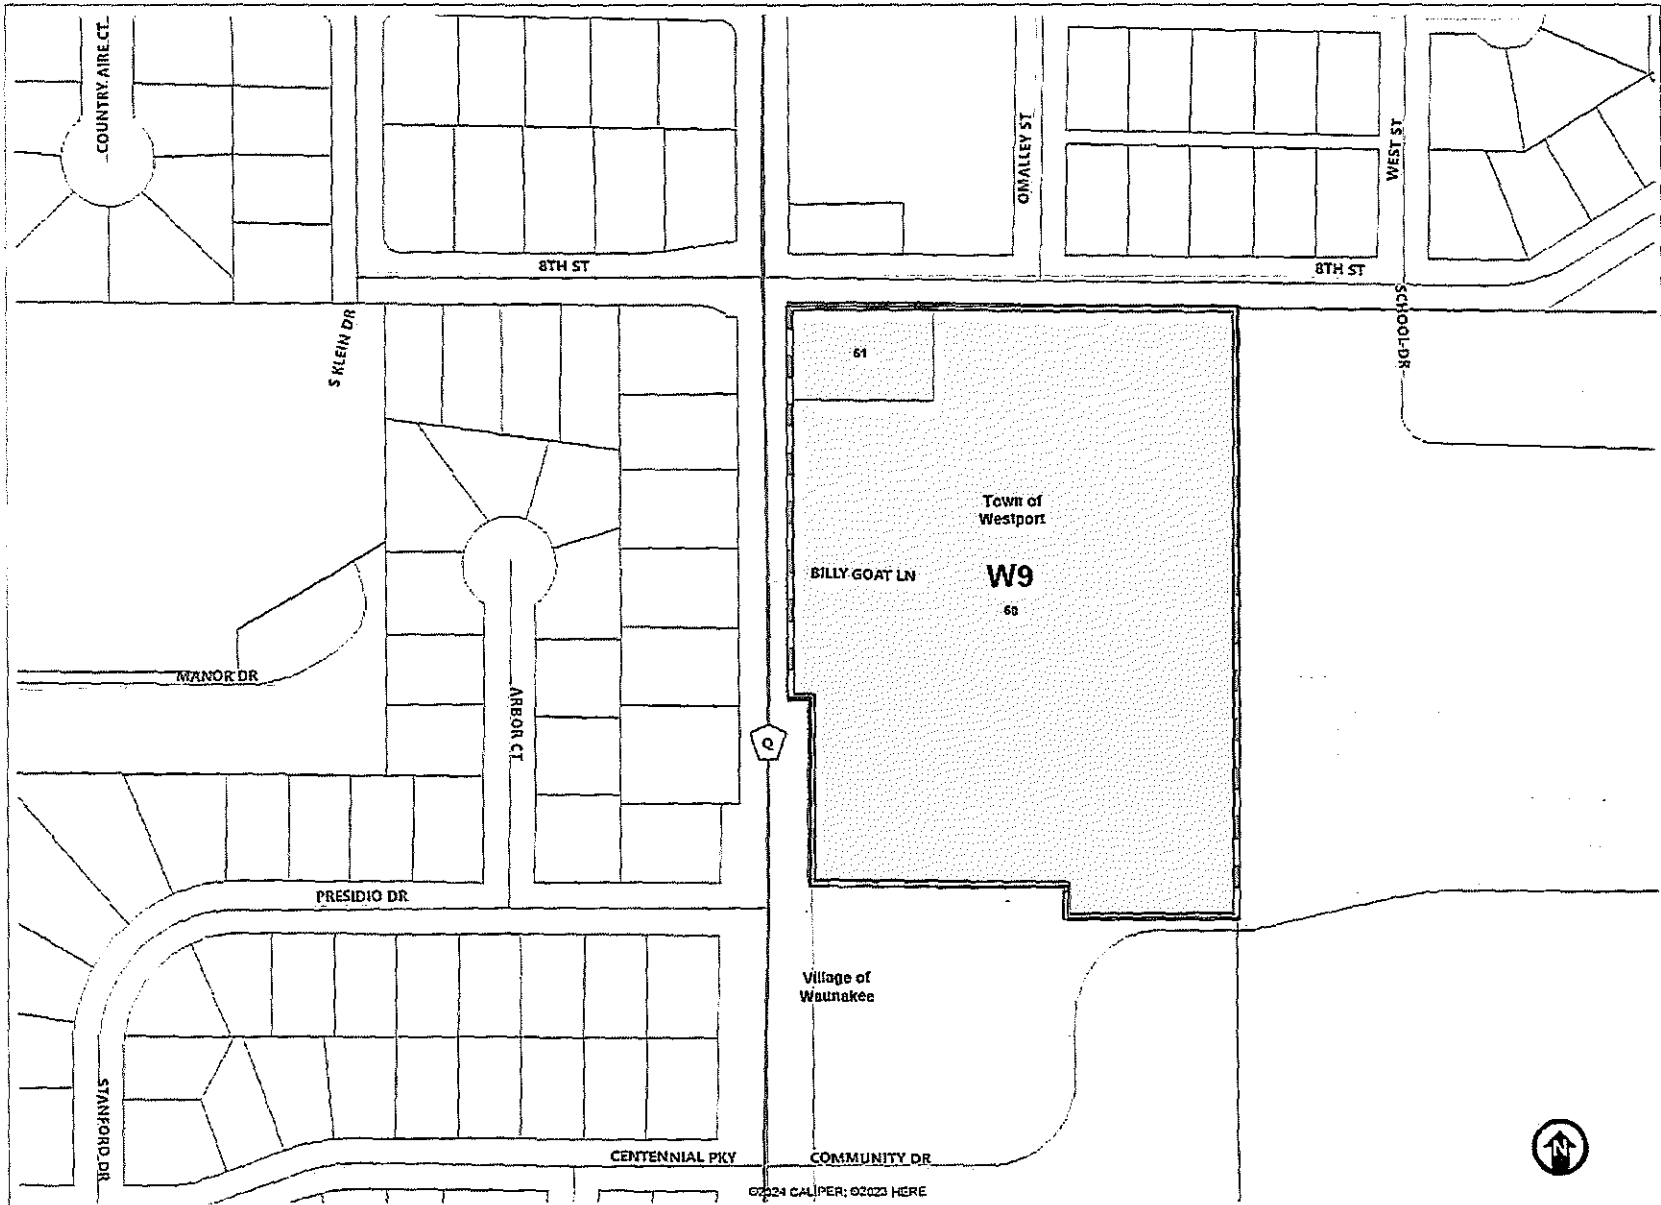 COUNTRY AIRE CT
OMALLEY ST
WEST ST
8TH ST
8TH ST
S KLEIN DR
SCHOOL DR
61
Town of
Westport
BILLY GOAT LN
W9
60
MANOR DR
ARBOR CT
Q
PRESIDIO DR
Village of
Waunakee
STANFORD DR
CENTENNIAL PKY
COMMUNITY DR
N
©2024 CALIPER; ©2023 HERE